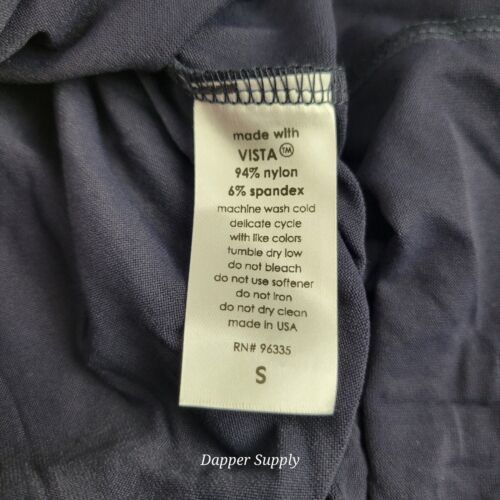 made with
VISTA™
94% nylon
6% spandex
machine wash cold
delicate cycle
with like colors
tumble dry low
do not bleach
do not use softener
do not iron
do not dry clean
made in USA
RN# 96335
S
Dapper Supply